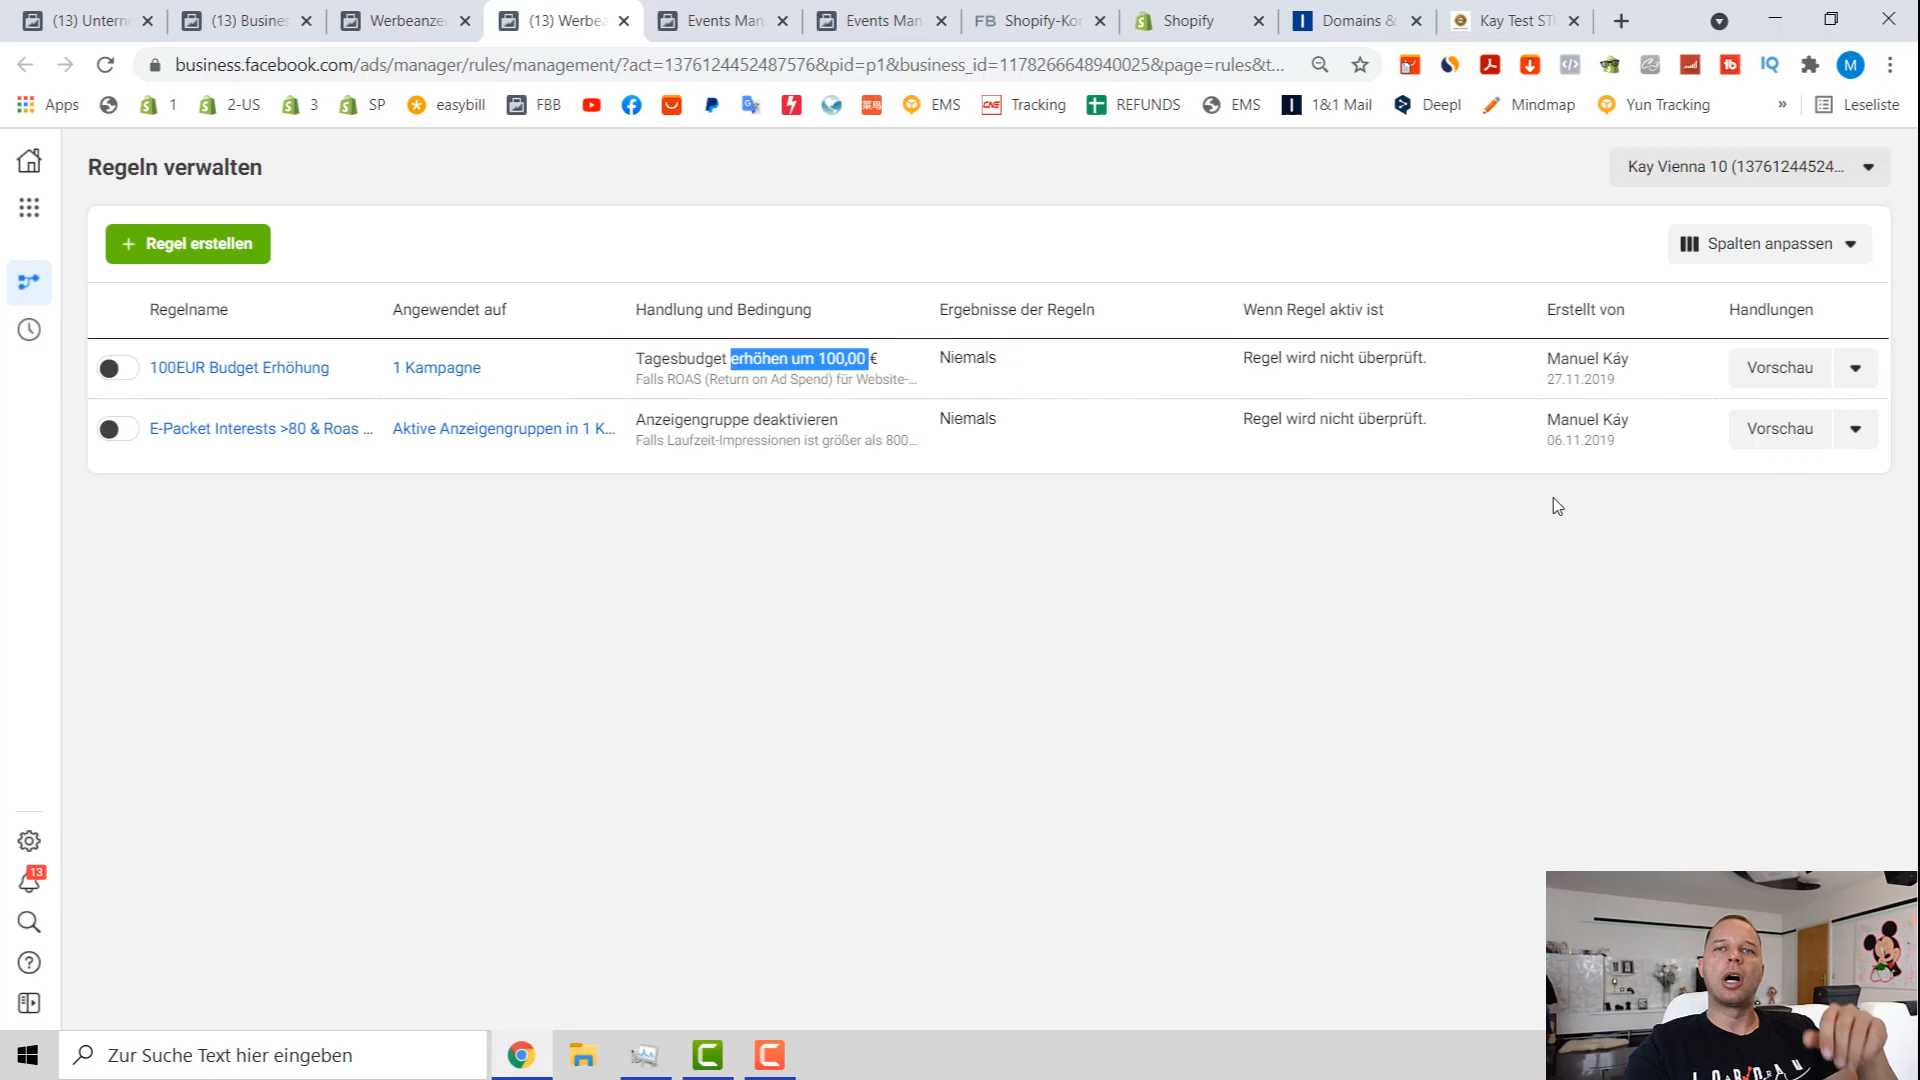 (13) Untern
(13) Busines
Werbeanze
(13) Werbea
Events Man
Events Man
FB Shopify-Kon
Shopify
Domains &
Kay Test ST
business.facebook.com/ads/manager/rules/management/?act=1376124452487576&pid=p1&business_id=1178266648940025&page=rules&t...
M
Apps
1
2-US
3
SP
easybill
FBB
EMS
Tracking
REFUNDS
EMS
1&1 Mail
Deepl
Mindmap
Yun Tracking
»
Leseliste
Regeln verwalten
Kay Vienna 10 (13761244524...
+ Regel erstellen
Spalten anpassen
Regelname
Angewendet auf
Handlung und Bedingung
Ergebnisse der Regeln
Wenn Regel aktiv ist
Erstellt von
Handlungen
100EUR Budget Erhöhung
1 Kampagne
Tagesbudget erhöhen um 100,00 €
Falls ROAS (Return on Ad Spend) für Website-...
Niemals
Regel wird nicht überprüft.
Manuel Káy
27.11.2019
Vorschau
E-Packet Interests >80 & Roas ...
Aktive Anzeigengruppen in 1 K...
Anzeigengruppe deaktivieren
Falls Laufzeit-Impressionen ist größer als 800...
Niemals
Regel wird nicht überprüft.
Manuel Káy
06.11.2019
Vorschau
13
Zur Suche Text hier eingeben